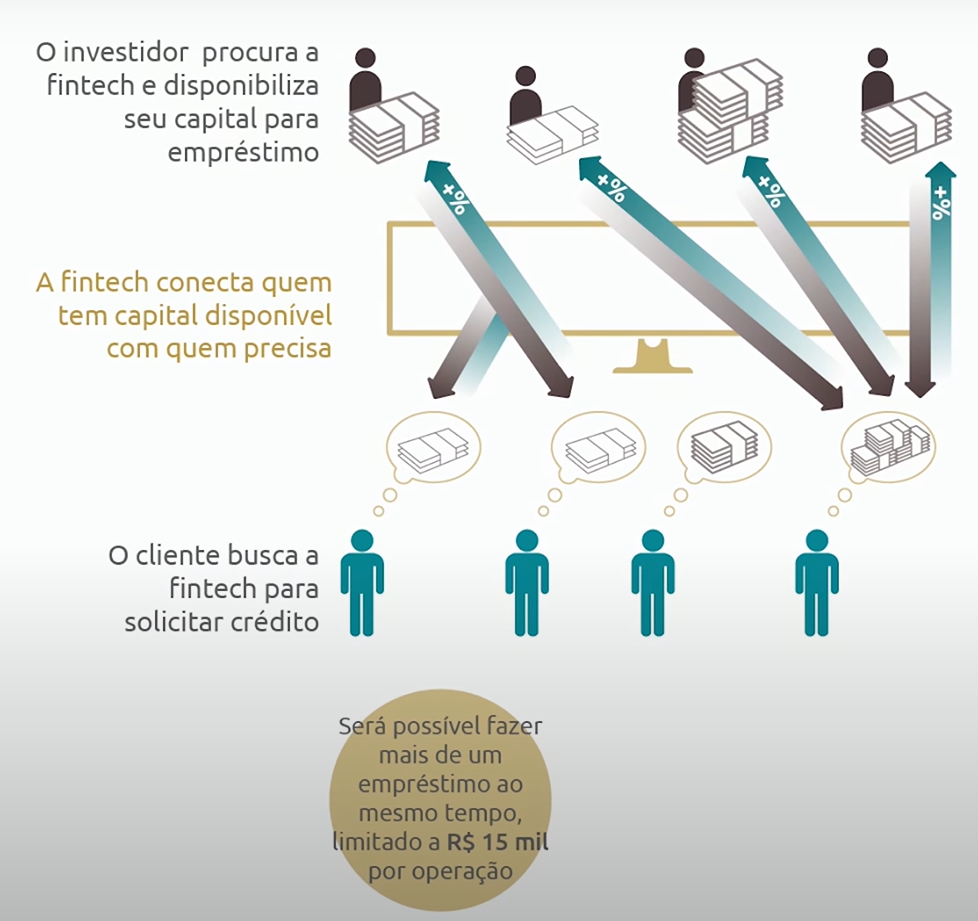 O investidor procura a
fintech e disponibiliza
seu capital para
empréstimo
+%
+%
+%
+%
A fintech conecta quem
tem capital disponível
com quem precisa
O cliente busca a
fintech para
solicitar crédito
Será possível fazer
mais de um
empréstimo ao
mesmo tempo,
limitado a R$ 15 mil
por operação